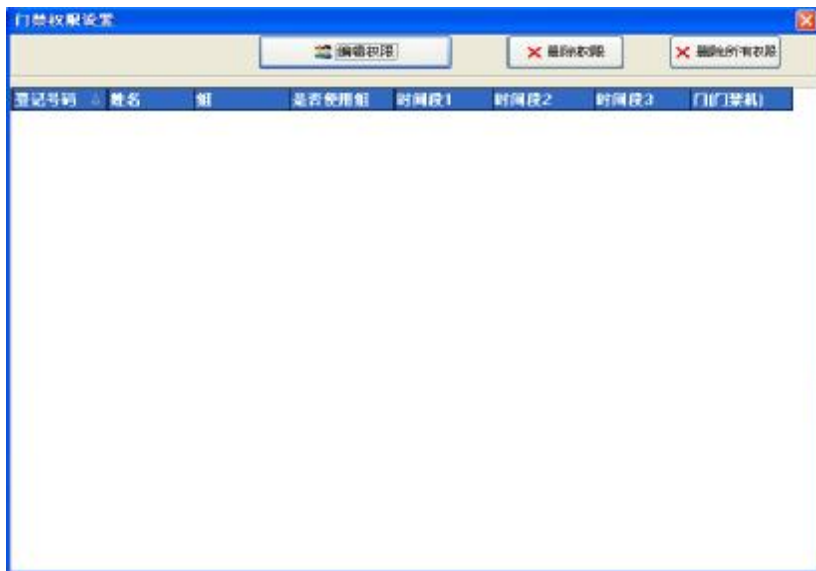 门禁权限设置
编辑权限 删除权限 删除所有权限
登记号码 姓名 组 是否使用组 时间段1 时间段2 时间段3 门(门禁机)